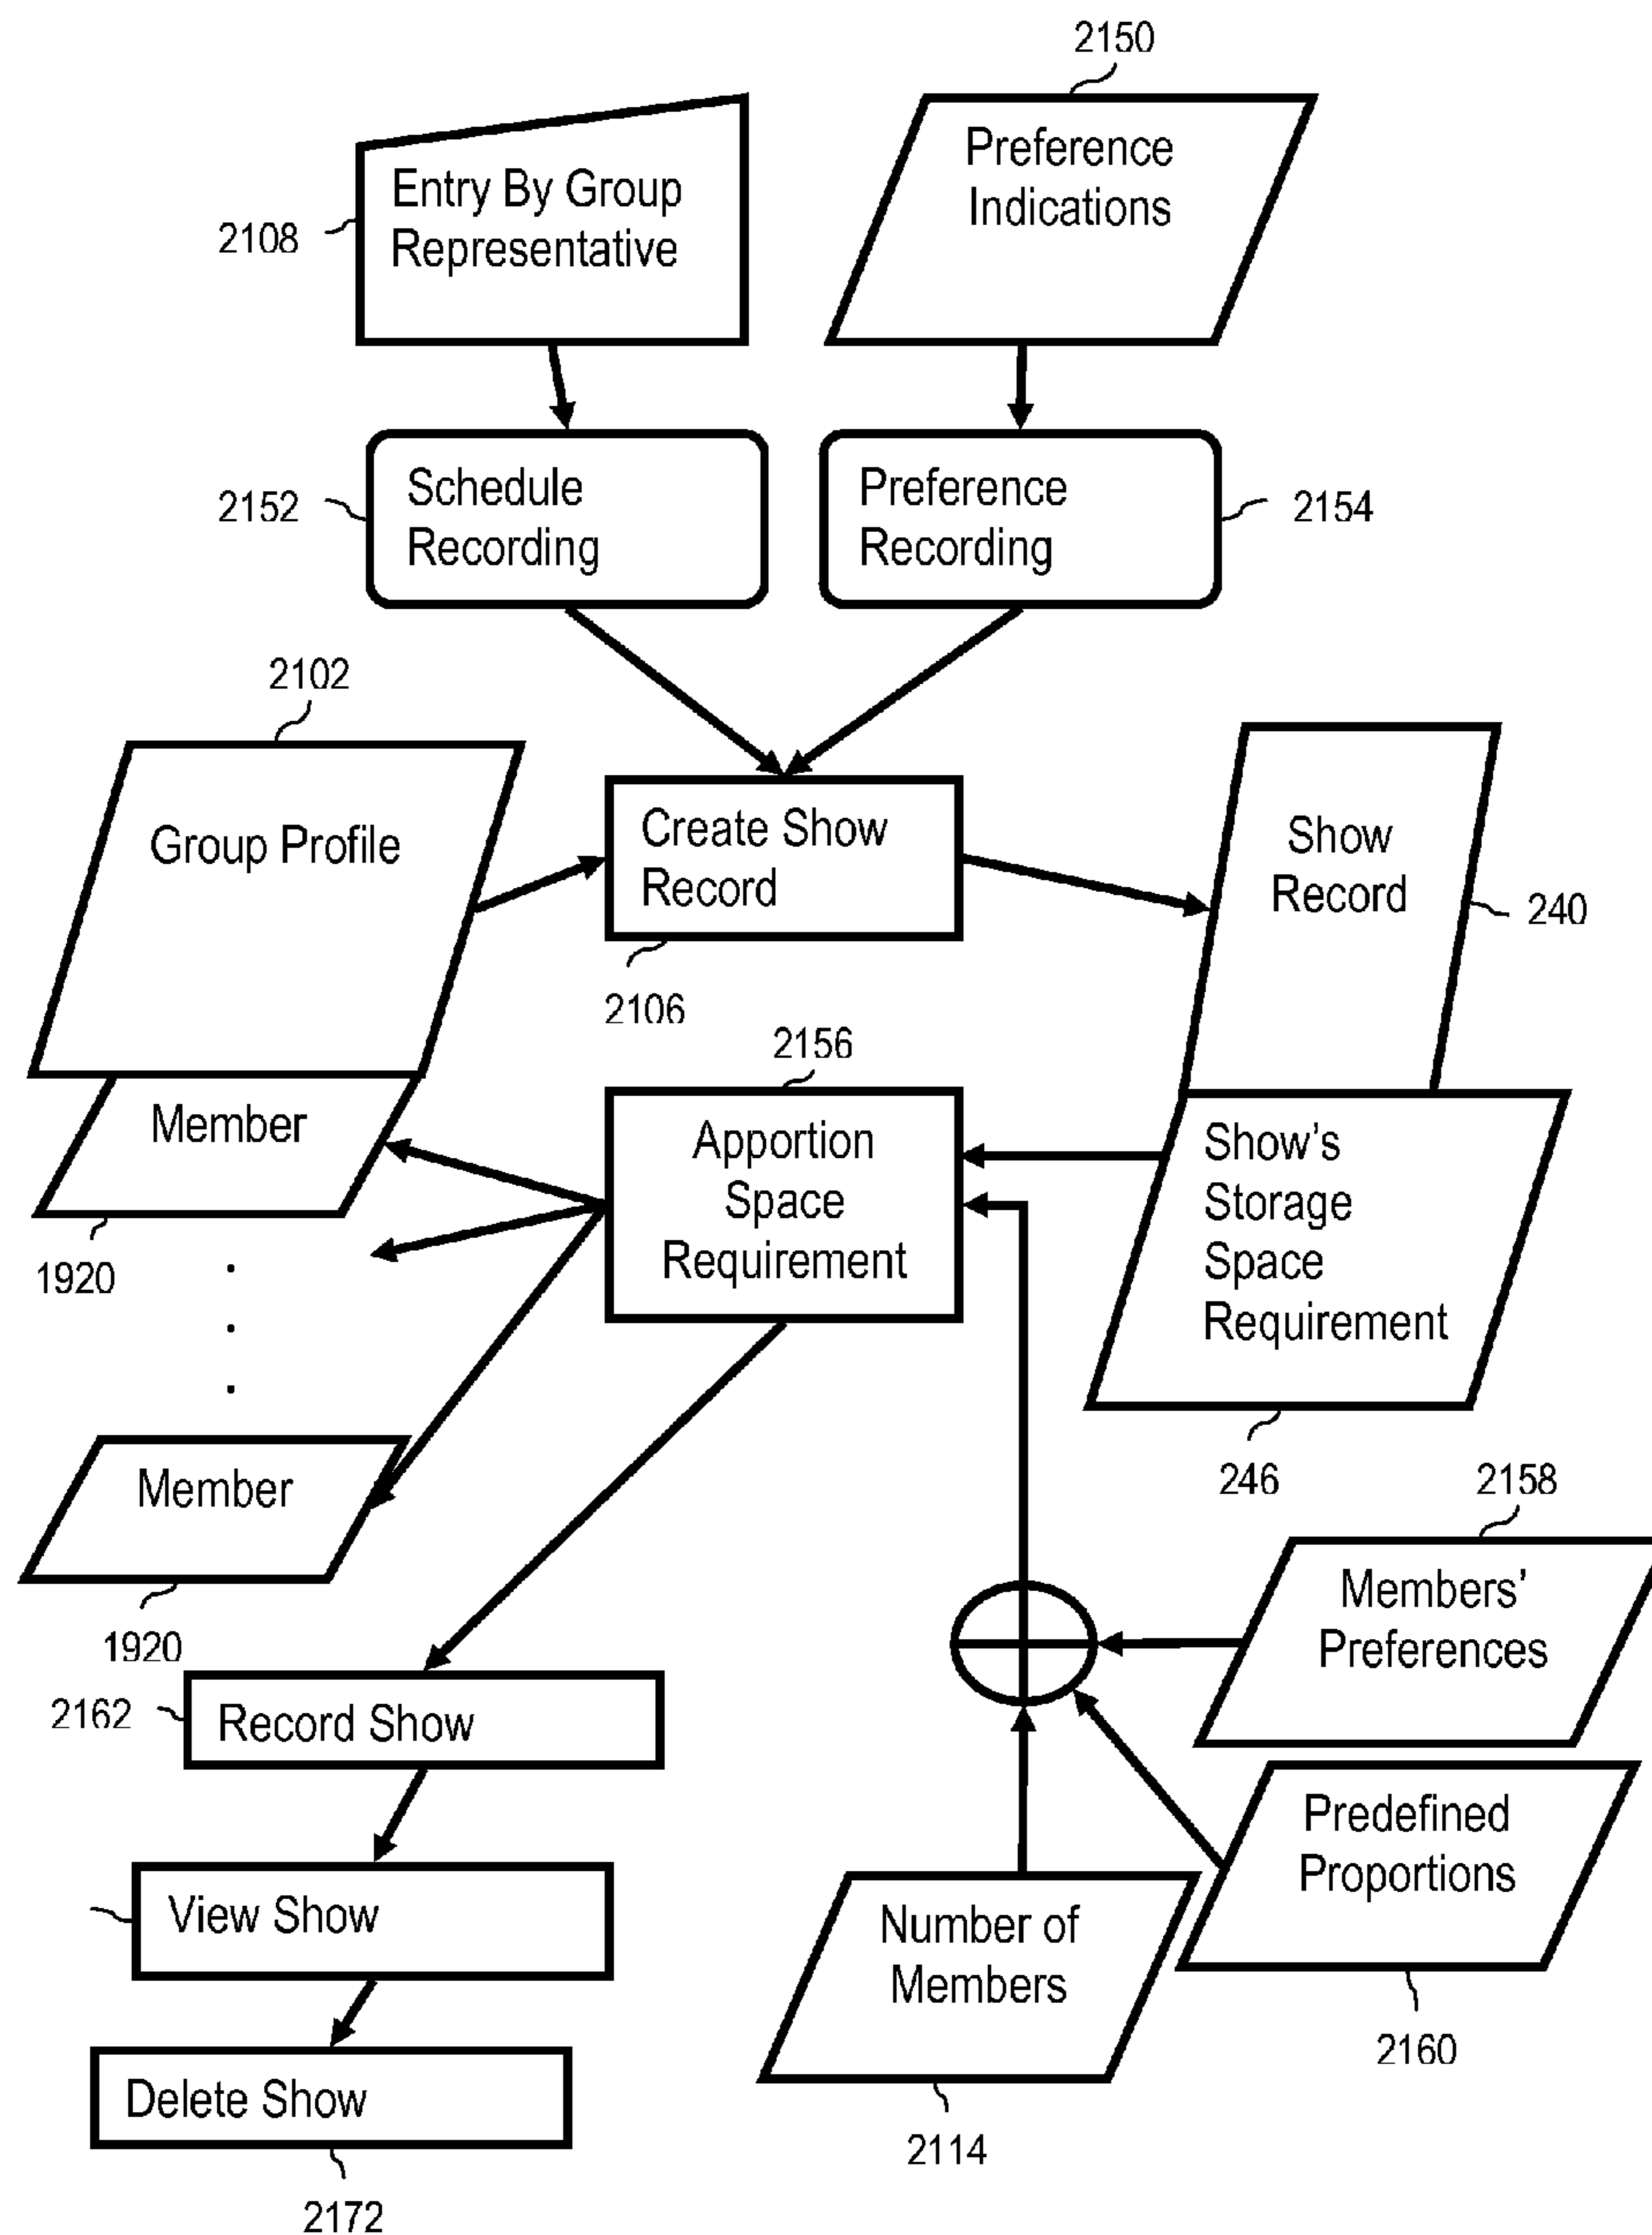 2150
Preference
Indications
Entry By Group
Representative
2108
Schedule
Recording
2152
Preference
Recording
2154
2102
Group Profile
Create Show
Record
2106
Show
Record
240
2156
Member
1920
Apportion
Space
Requirement
Show's
Storage
Space
Requirement
246
Member
1920
2158
Members'
Preferences
2162
Record Show
Predefined
Proportions
2160
View Show
Number of
Members
2114
Delete Show
2172